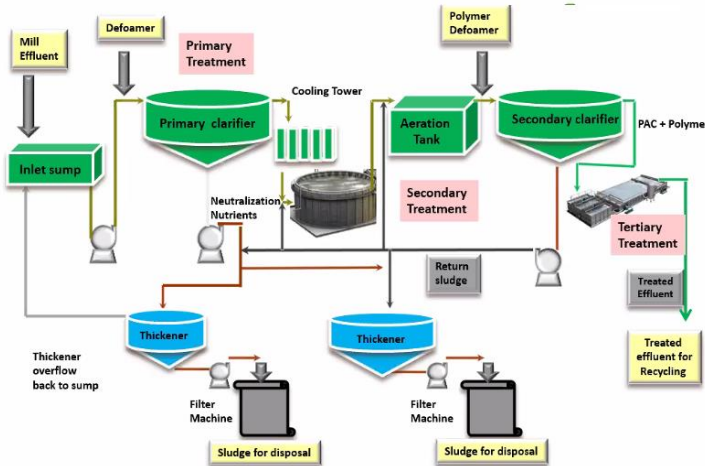 Mill
Effluent
Defoamer
Primary
Treatment
Polymer
Defoamer
Cooling Tower
Primary clarifier
Aeration
Tank
Secondary clarifier
PAC + Polyme
Inlet sump
Neutralization
Nutrients
Secondary
Treatment
Tertiary
Treatment
Return
sludge
Treated
Effluent
Thickener
Thickener
Thickener
overflow
back to sump
Treated
effluent for
Recycling
Filter
Machine
Filter
Machine
Sludge for disposal
Sludge for disposal